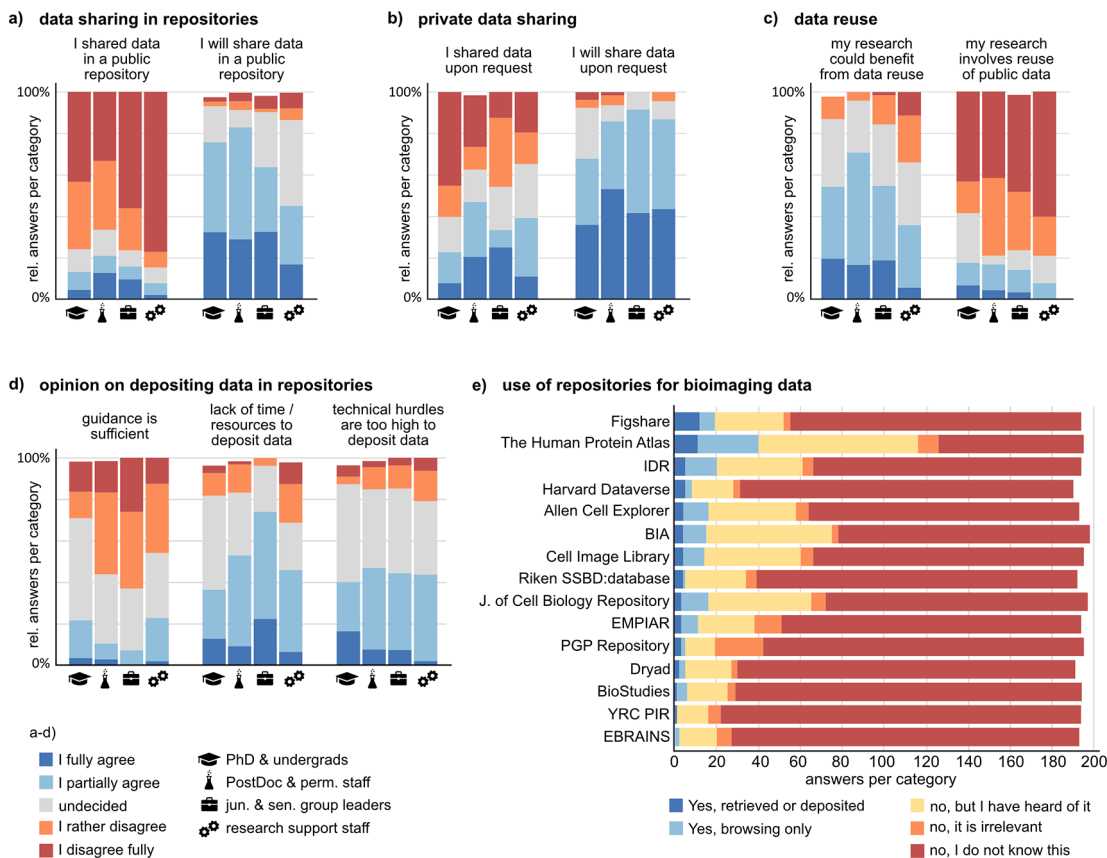 a) data sharing in repositories
I shared data
in a public
repository
I will share data
in a public
repository
100%
rel. answers per category
0%
b) private data sharing
I shared data
upon request
I will share data
upon request
100%
rel. answers per category
0%
c) data reuse
my research
could benefit
from data reuse
my research
involves reuse
of public data
100%
rel. answers per category
0%
d) opinion on depositing data in repositories
guidance is
sufficient
lack of time /
resources to
deposit data
technical hurdles
are too high to
deposit data
100%
rel. answers per category
0%
a-d)
I fully agree
I partially agree
undecided
I rather disagree
I disagree fully
PhD & undergrads
PostDoc & perm. staff
jun. & sen. group leaders
research support staff
e) use of repositories for bioimaging data
Figshare
The Human Protein Atlas
IDR
Harvard Dataverse
Allen Cell Explorer
BIA
Cell Image Library
Riken SSBD:database
J. of Cell Biology Repository
EMPIAR
PGP Repository
Dryad
BioStudies
YRC PIR
EBRAINS
0 20 40 60 80 100 120 140 160 180 200
answers per category
Yes, retrieved or deposited
Yes, browsing only
no, but I have heard of it
no, it is irrelevant
no, I do not know this